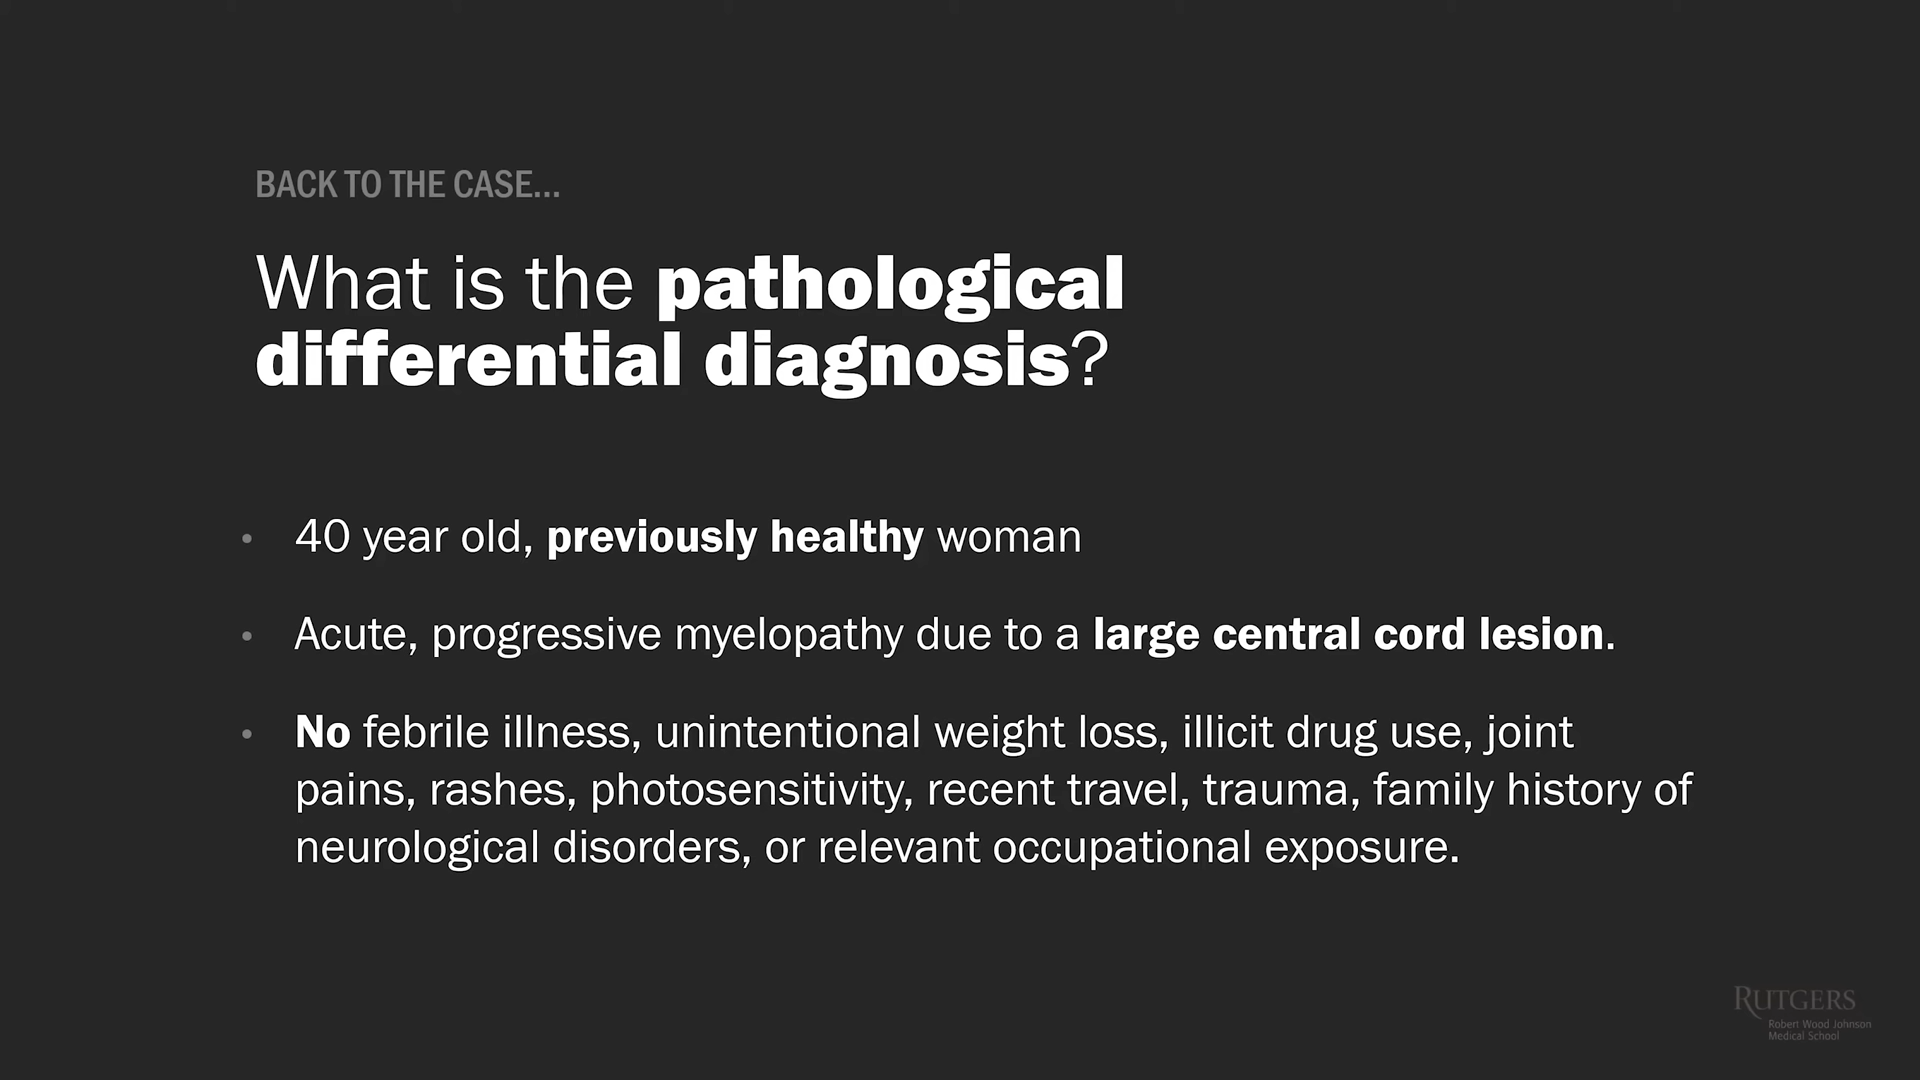 BACK TO THE CASE...
What is the pathological
differential diagnosis?
• 40 year old, previously healthy woman
• Acute, progressive myelopathy due to a large central cord lesion.
• No febrile illness, unintentional weight loss, illicit drug use, joint
pains, rashes, photosensitivity, recent travel, trauma, family history of
neurological disorders, or relevant occupational exposure.
RUTGERS
Robert Wood Johnson
Medical School